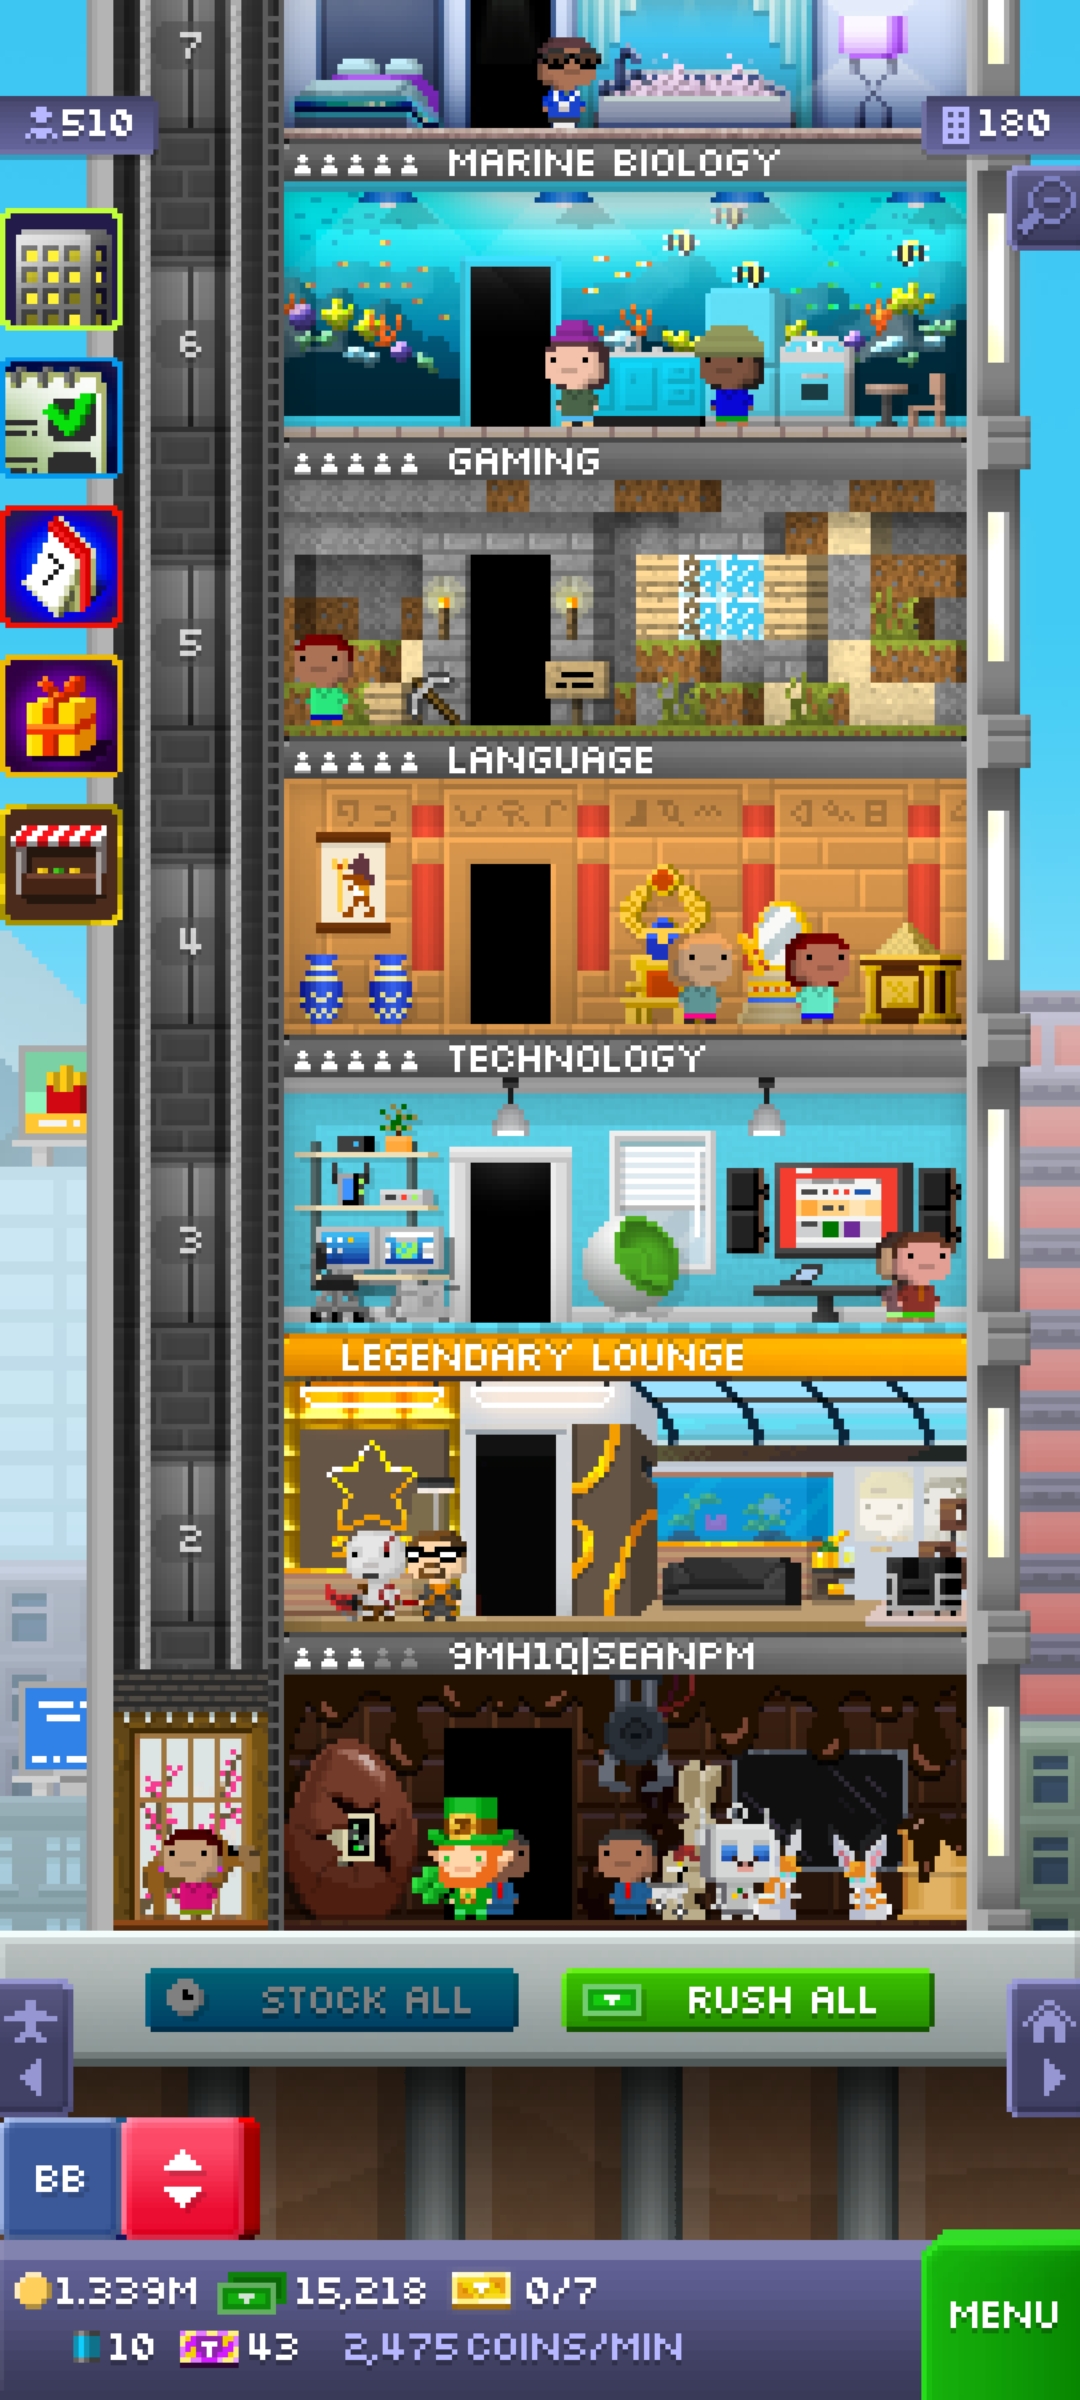 7
510
180
MARINE BIOLOGY
6
GAMING
7
5
LANGUAGE
4
TECHNOLOGY
3
LEGENDARY LOUNGE
2
9MH1Q|SEANPM
STOCK ALL
RUSH ALL
BB
1.339M
15,218
0/7
MENU
10
43
2,475 COINS/MIN